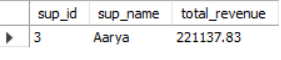 sup_id sup_name total_revenue
3 Aarya 221137.83